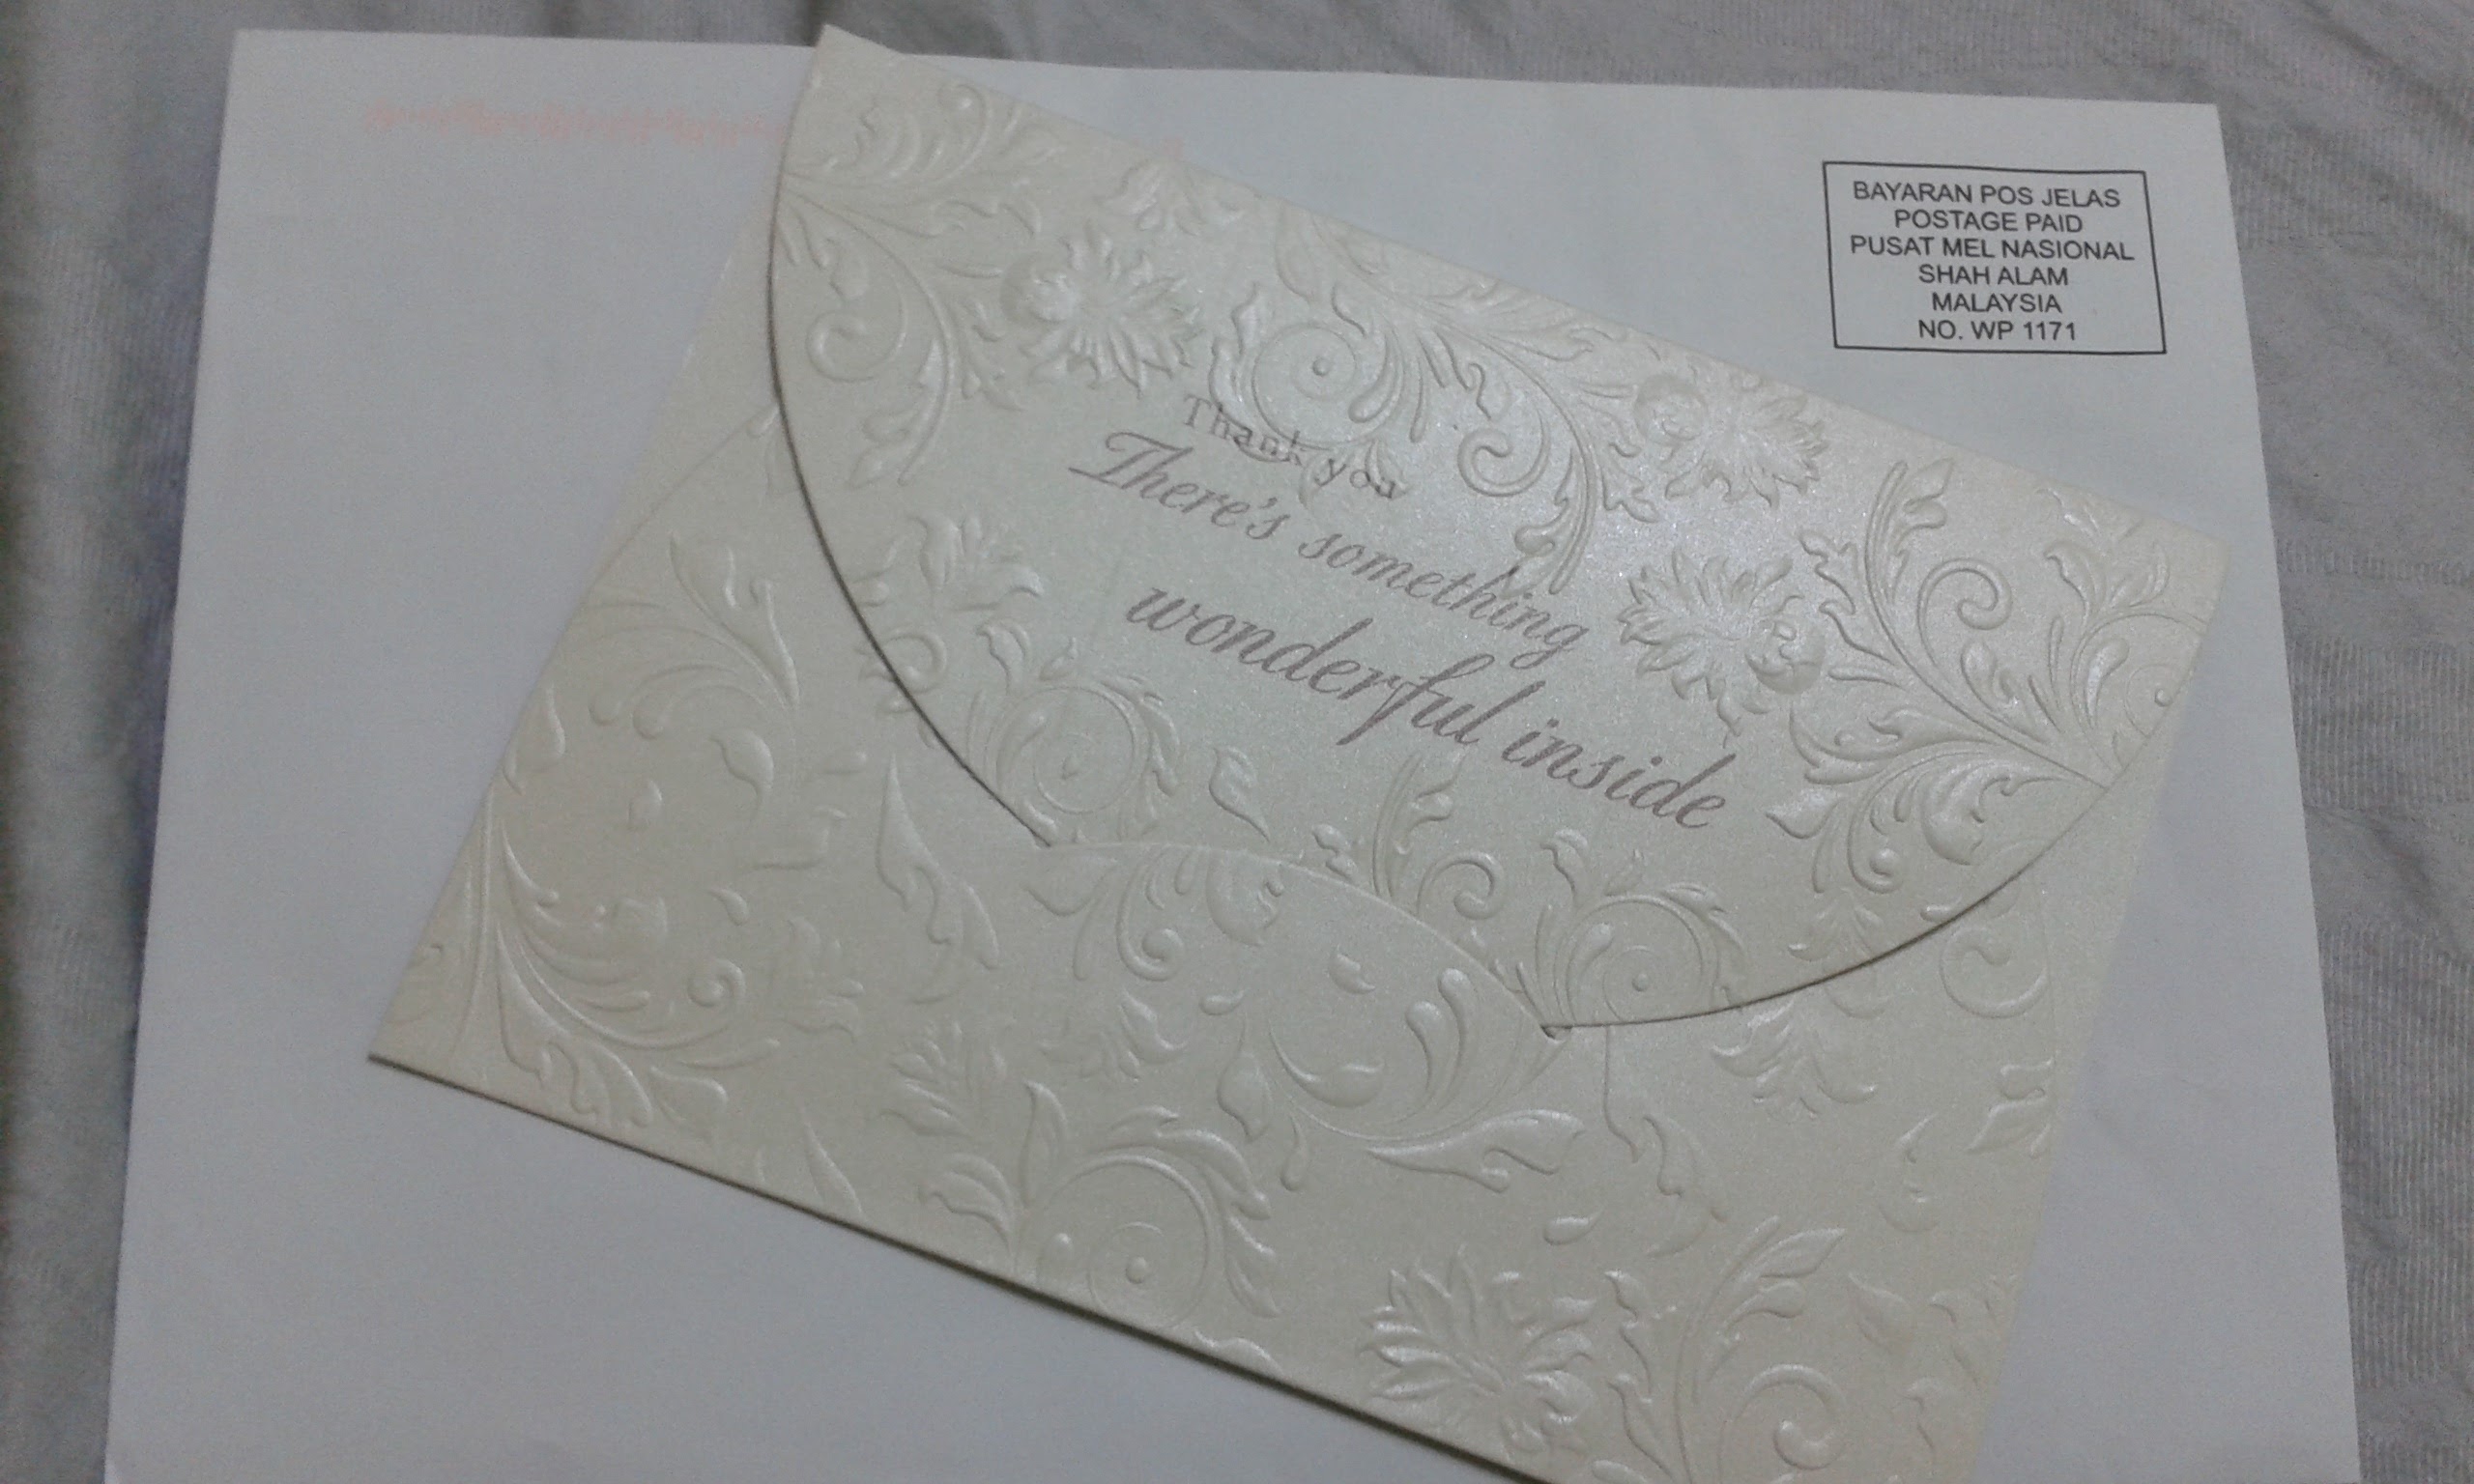 BAYARAN POS JELAS
POSTAGE PAID
PUSAT MEL NASIONAL
SHAH ALAM
MALAYSIA
NO. WP 1171
Thank you
There's something
wonderful inside